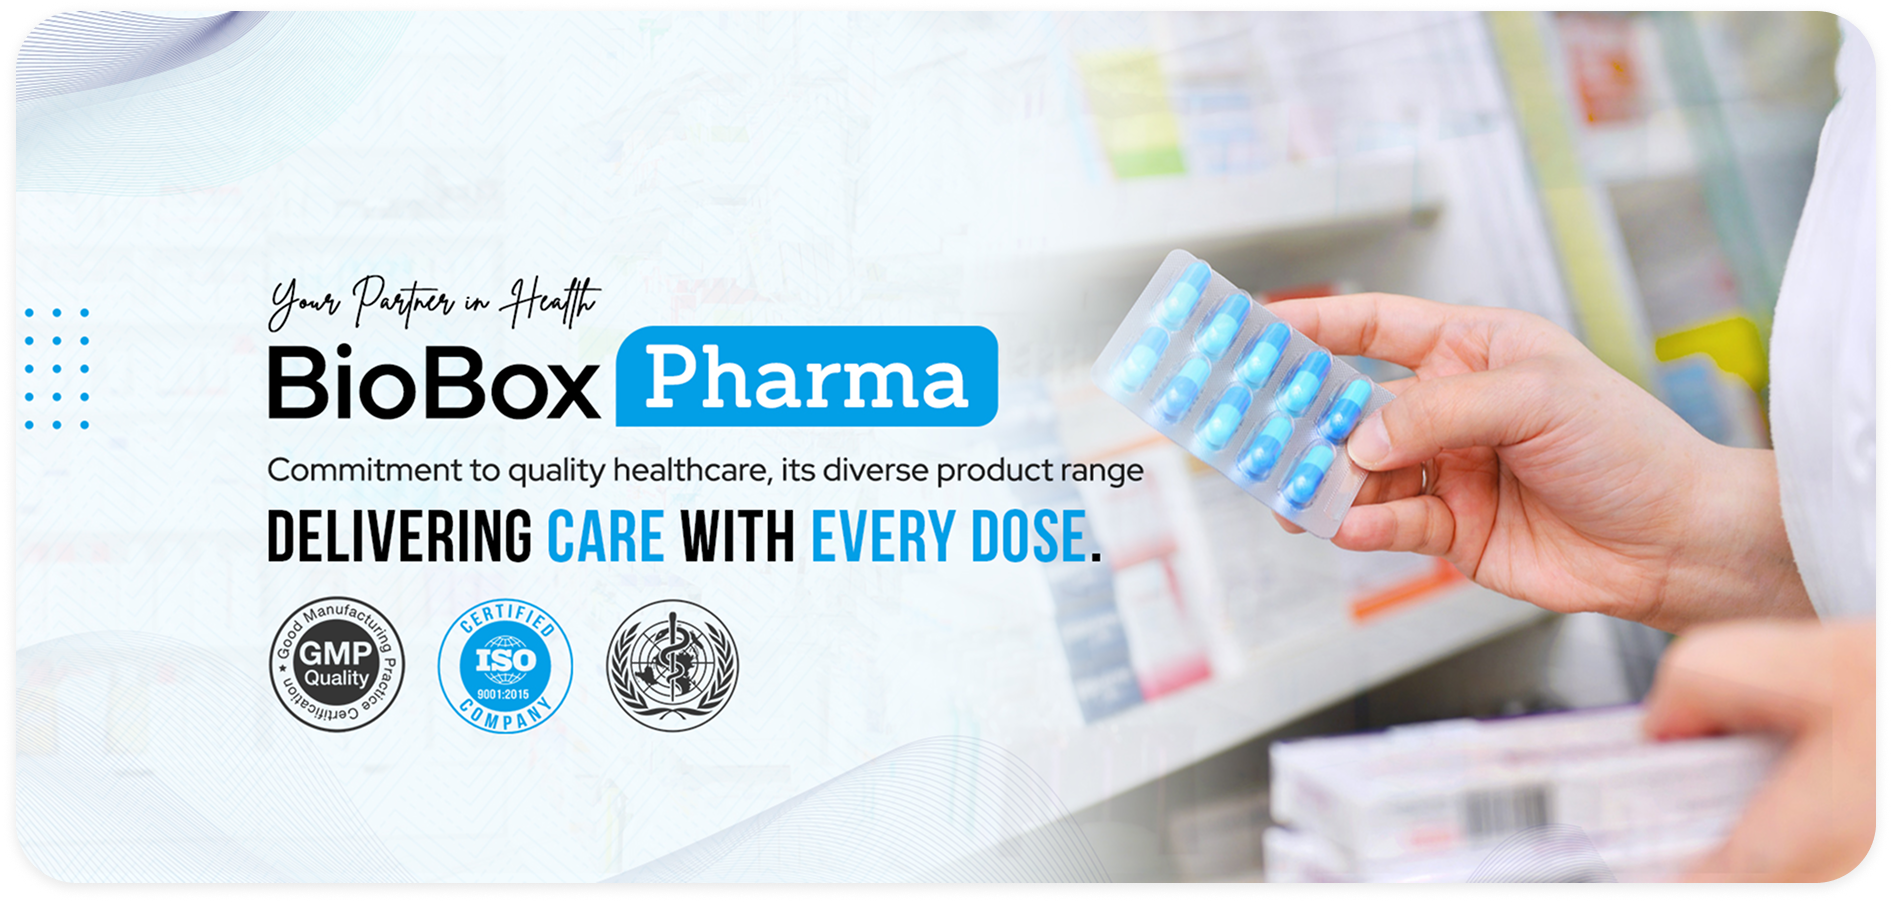 Your Partner in Health
BioBox Pharma
Commitment to quality healthcare, its diverse product range
DELIVERING CARE WITH EVERY DOSE.
Good Manufacturing Practice Certification
GMP
Quality
CERTIFIED
ISO
9001:2015
COMPANY